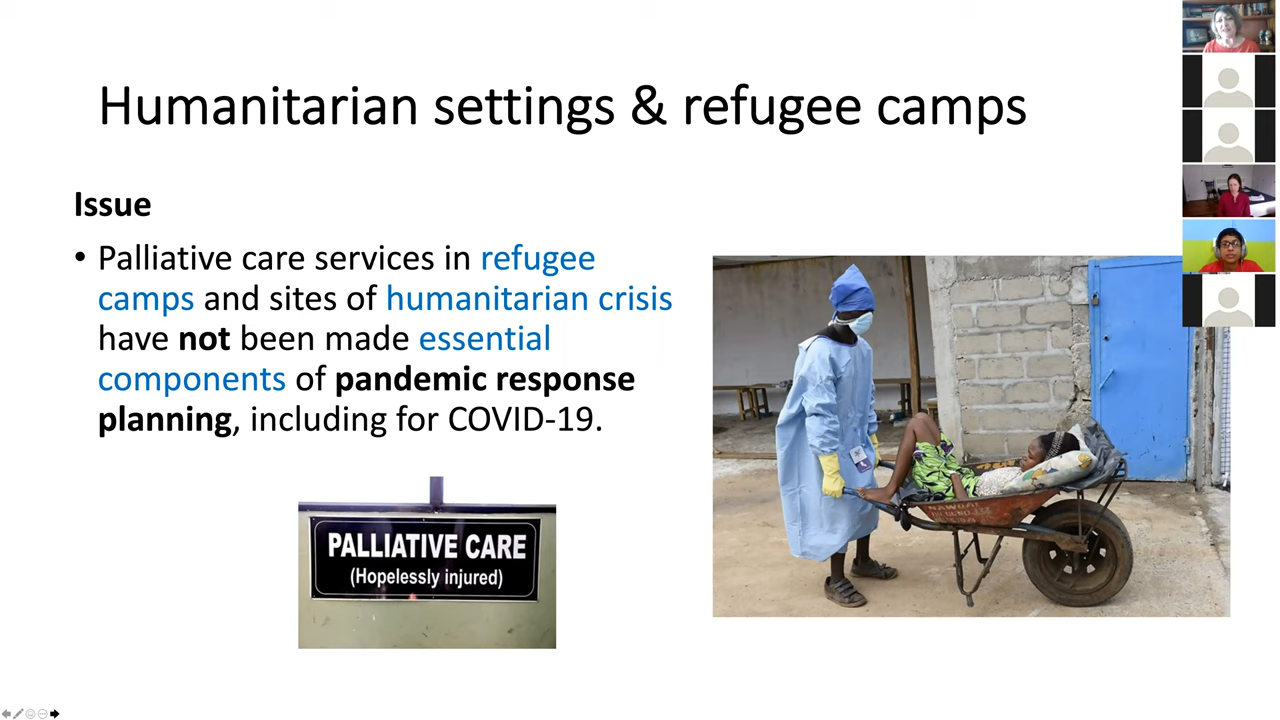 Humanitarian settings & refugee camps
Issue
• Palliative care services in refugee
camps and sites of humanitarian crisis
have not been made essential
components of pandemic response
planning, including for COVID-19.
PALLIATIVE CARE
(Hopelessly injured)